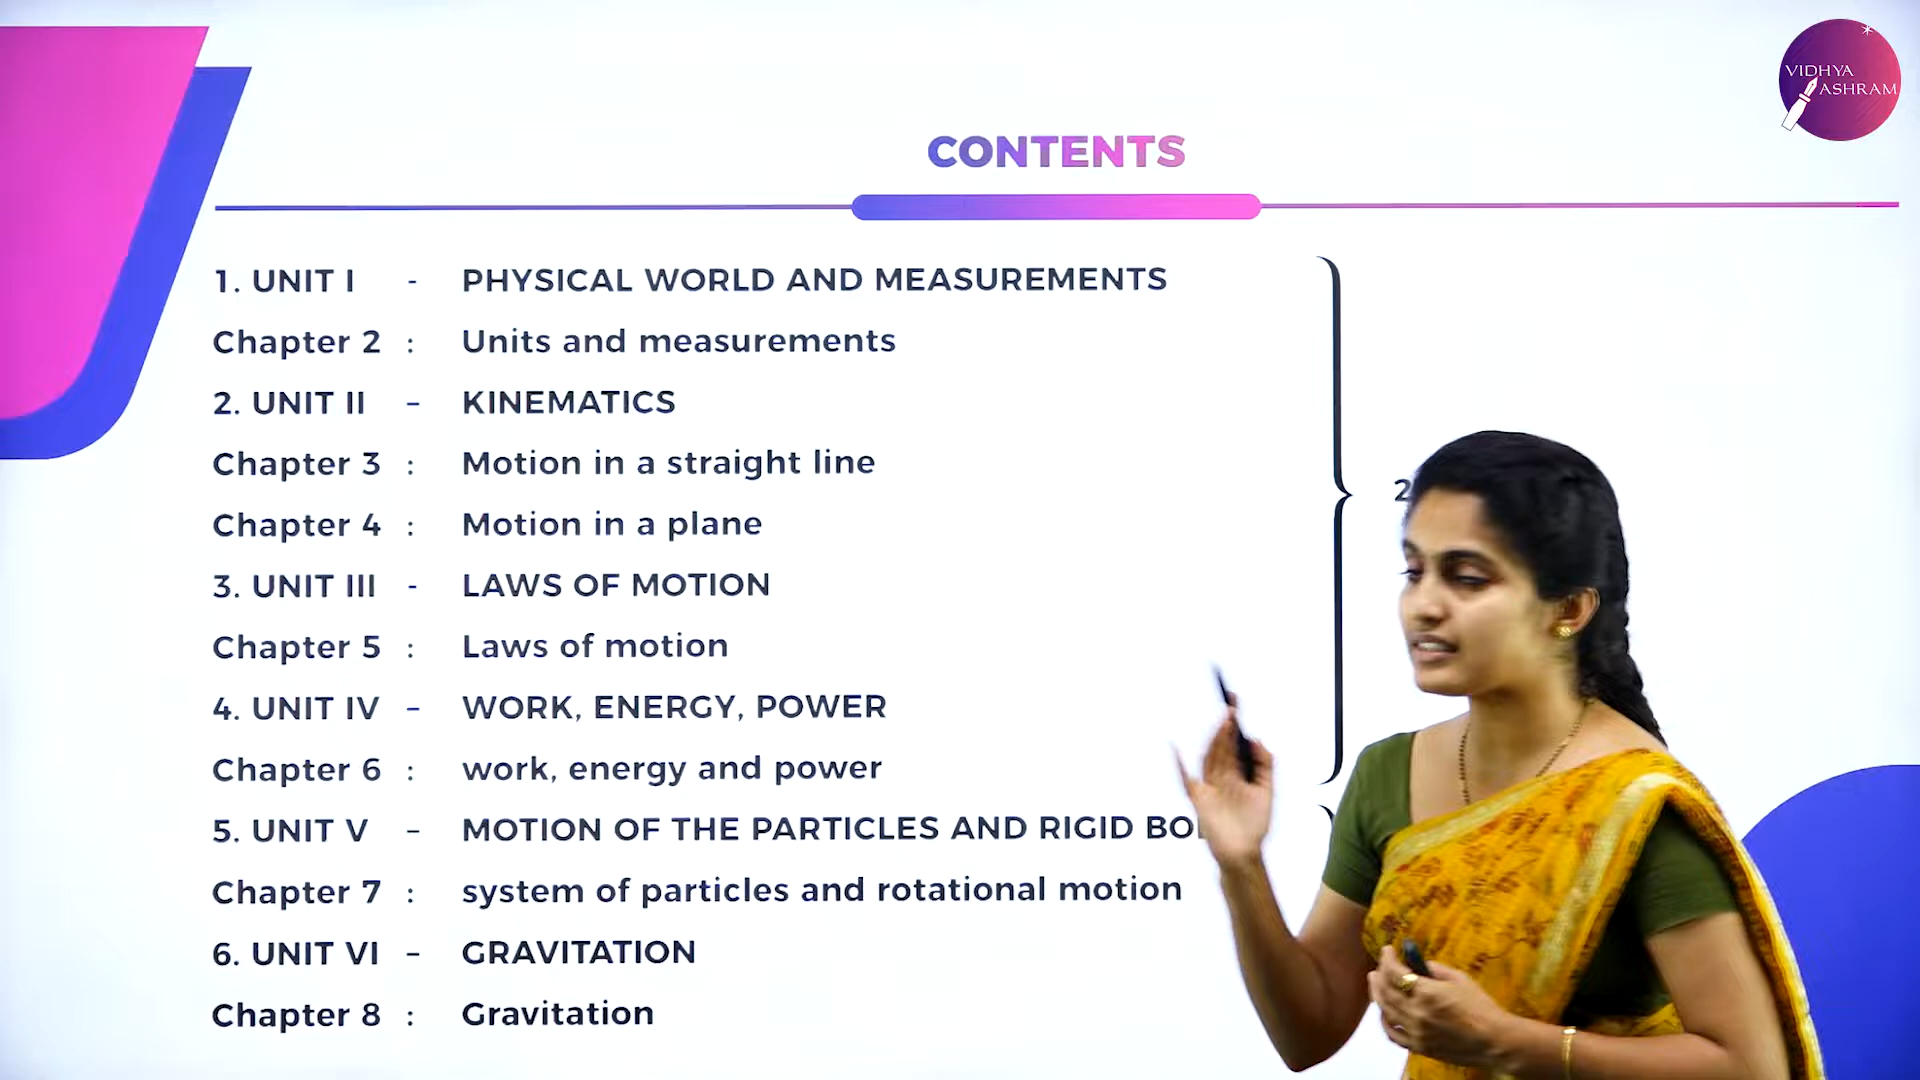 VIDHYA
ASHRAM
CONTENTS
1. UNIT I - PHYSICAL WORLD AND MEASUREMENTS
Chapter 2 : Units and measurements
2. UNIT II – KINEMATICS
Chapter 3 : Motion in a straight line
Chapter 4 : Motion in a plane
3. UNIT III - LAWS OF MOTION
Chapter 5 : Laws of motion
4. UNIT IV – WORK, ENERGY, POWER
Chapter 6 : work, energy and power
5. UNIT V – MOTION OF THE PARTICLES AND RIGID
Chapter 7 : system of particles and rotational motion
6. UNIT VI – GRAVITATION
Chapter 8 : Gravitation